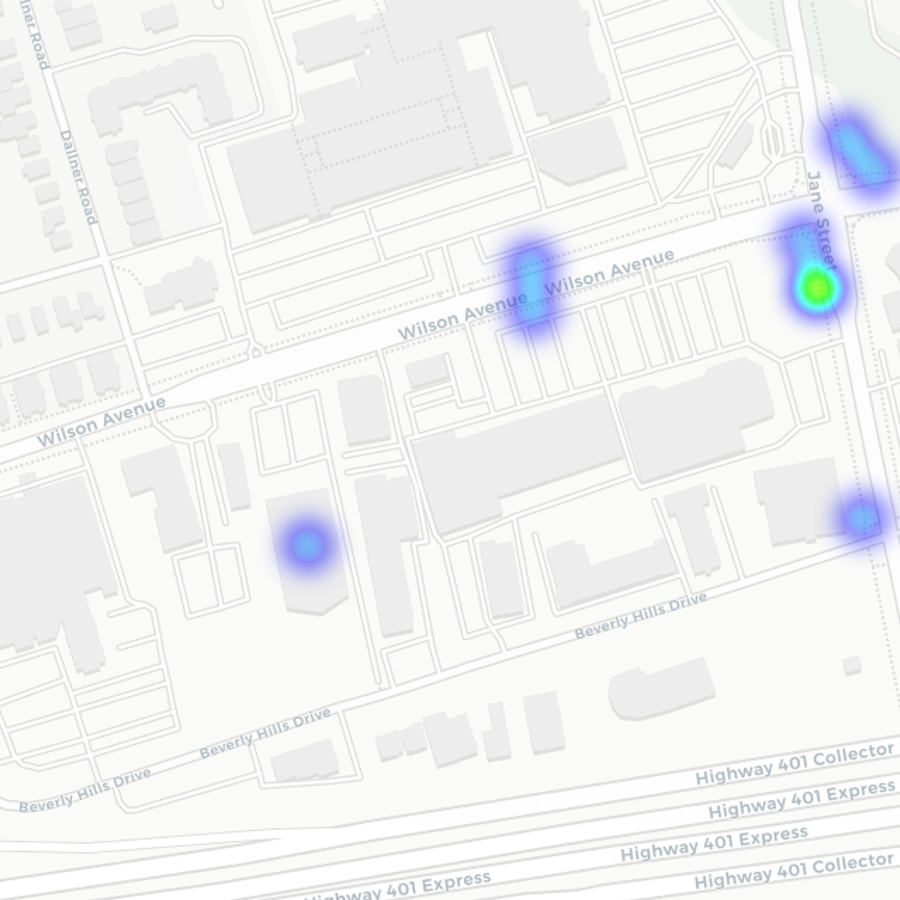 Dallner Road
Dallner Road
Jane Street
Wilson Avenue
Wilson Avenue
Wilson Avenue
Beverly Hills Drive
Beverly Hills Drive
Beverly Hills Drive
Highway 401 Collector
Highway 401 Express
Highway 401 Express
Highway 401 Collector
Highway 401 Express